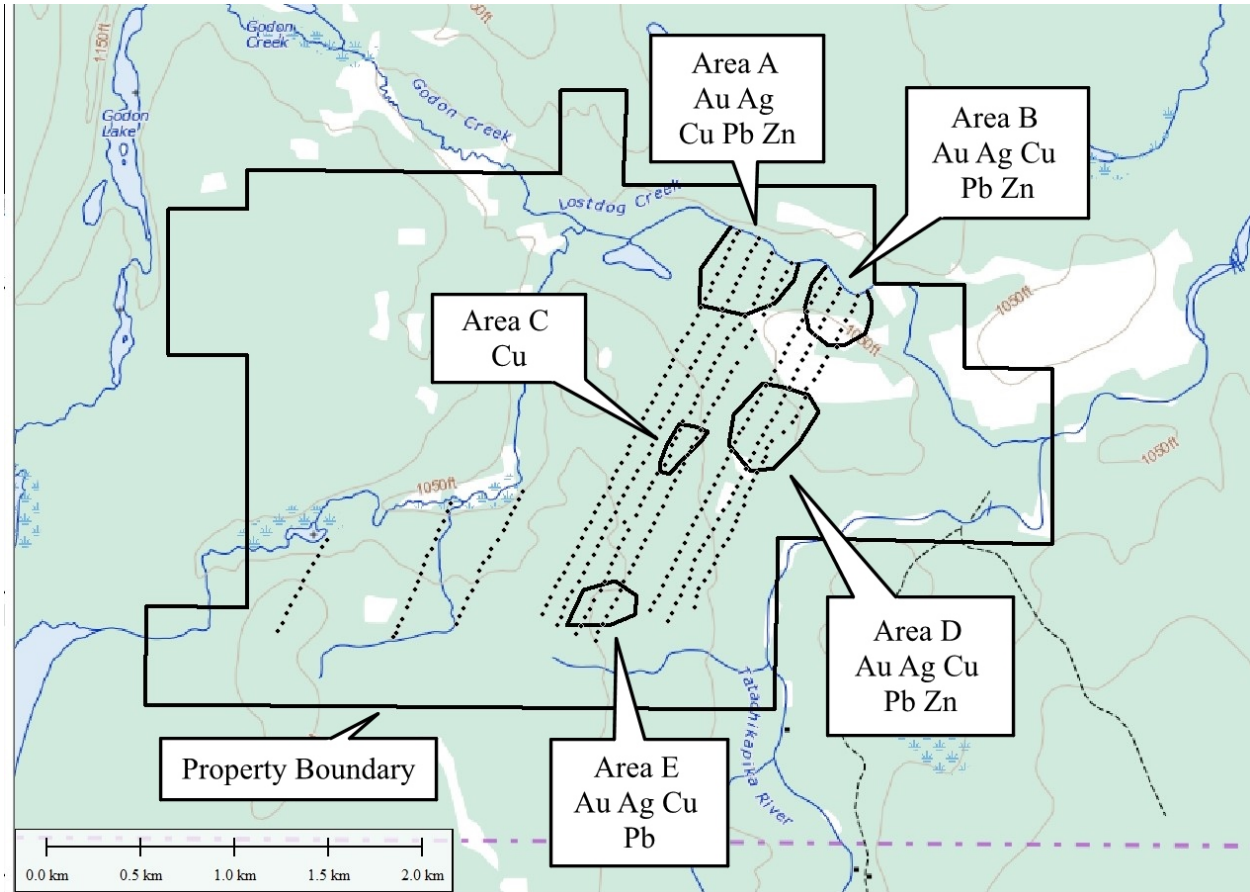 Godon
Creek
50ft
1150ft
Godon
Lake
Godon Creek
Lostdog Creek
Area A
Au Ag
Cu Pb Zn
Area B
Au Ag Cu
Pb Zn
1050ft
1050ft
Area C
Cu
1050ft
1050ft
Area D
Au Ag Cu
Pb Zn
Tatachikapika River
Property Boundary
Area E
Au Ag Cu
Pb
0.0 km 0.5 km 1.0 km 1.5 km 2.0 km